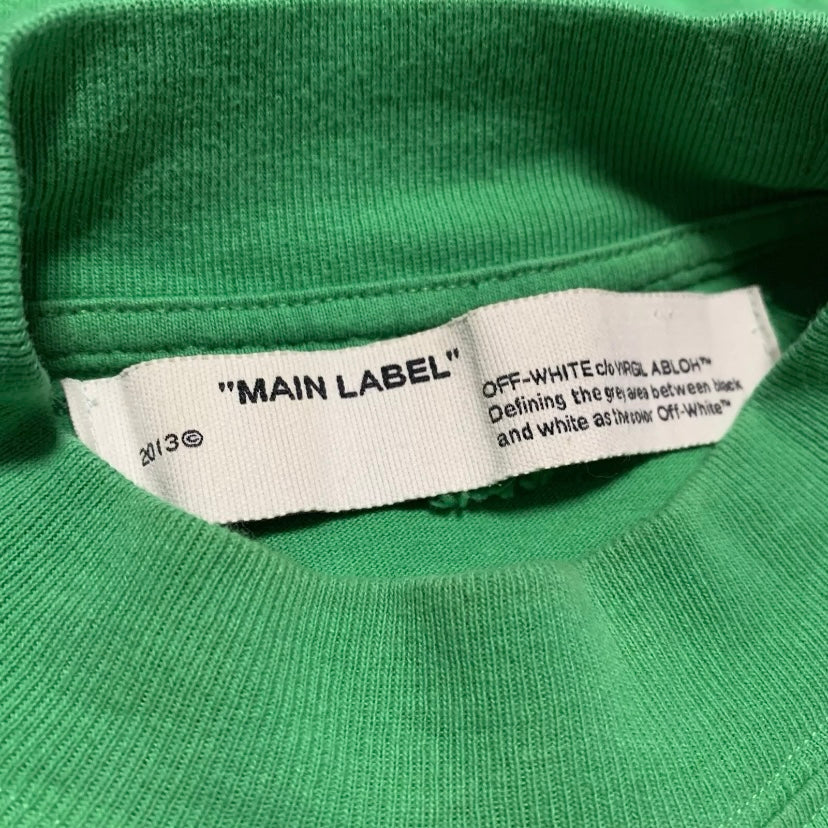 "MAIN LABEL"
2013©
OFF-WHITE c/o VIRGIL ABLOH™
Defining the grey area between black
and white as the color Off-White™